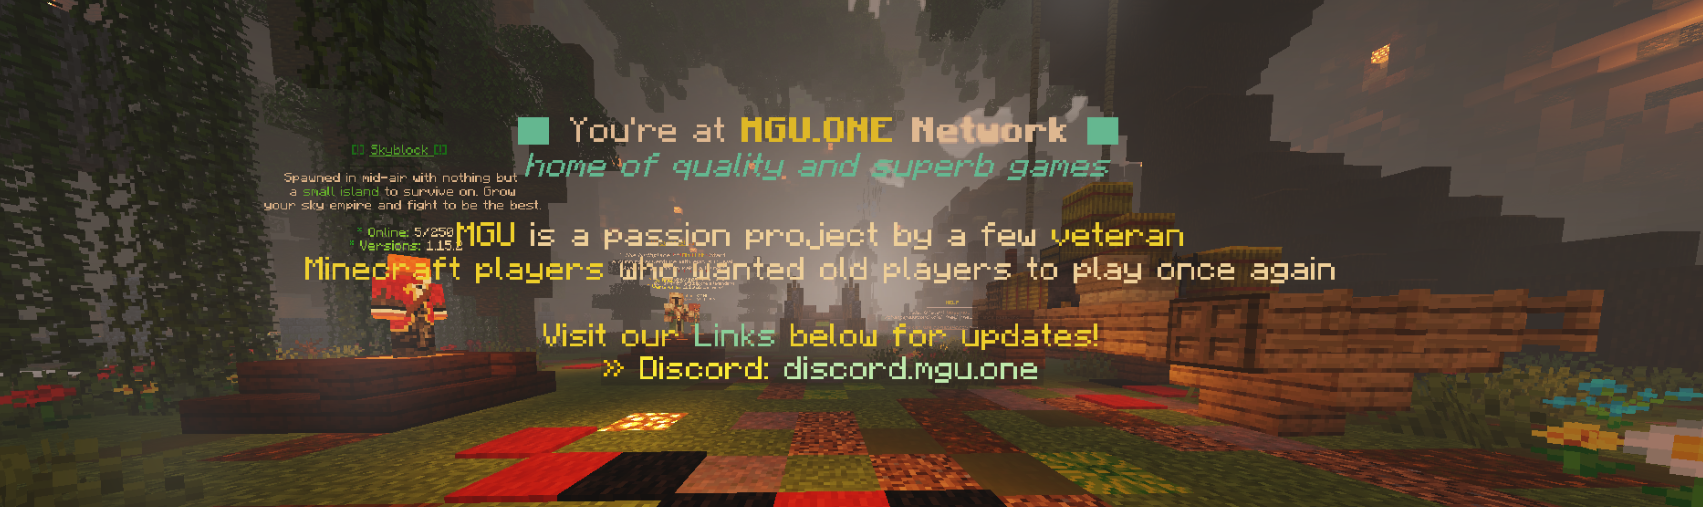 You're at MGU.ONE Network
home of quality and superb games
MGU is a passion project by a few veteran
Minecraft players who wanted old players to play once again
Visit our Links below for updates!
» Discord: discord.mgu.one
Skyblock
Spawned in mid-air with nothing but
a small island to survive on. Grow
your sky empire and fight to be the best.
* Online: 5/250
* Versions: 1.15.2
HELP